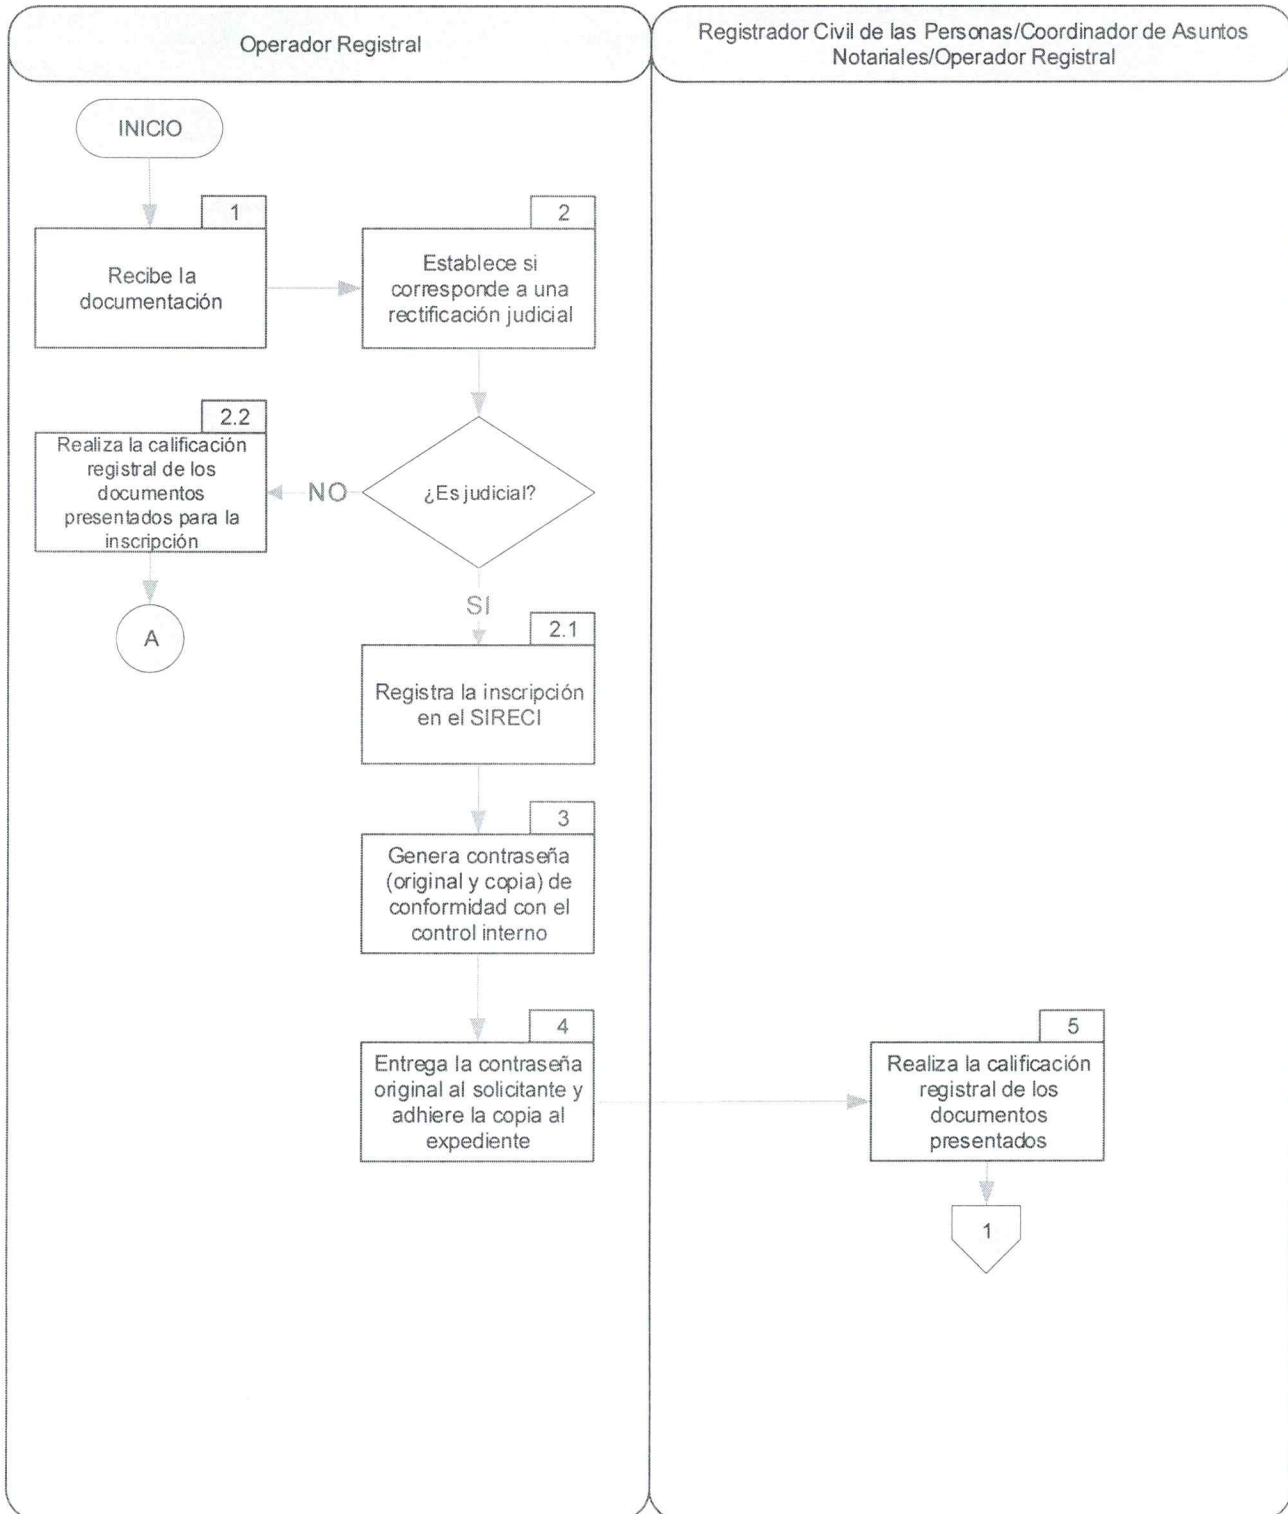 Operador Registral
Registrador Civil de las Personas/Coordinador de Asuntos
Notariales/Operador Registral
INICIO
1
Recibe la
documentación
2
Establece si
corresponde a una
rectificación judicial
¿Es judicial?
NO
2.2
Realiza la calificación
registral de los
documentos
presentados para la
inscripción
A
SI
2.1
Registra la inscripción
en el SIRECI
3
Genera contraseña
(original y copia) de
conformidad con el
control interno
4
Entrega la contraseña
original al solicitante y
adhiere la copia al
expediente
5
Realiza la calificación
registral de los
documentos
presentados
1